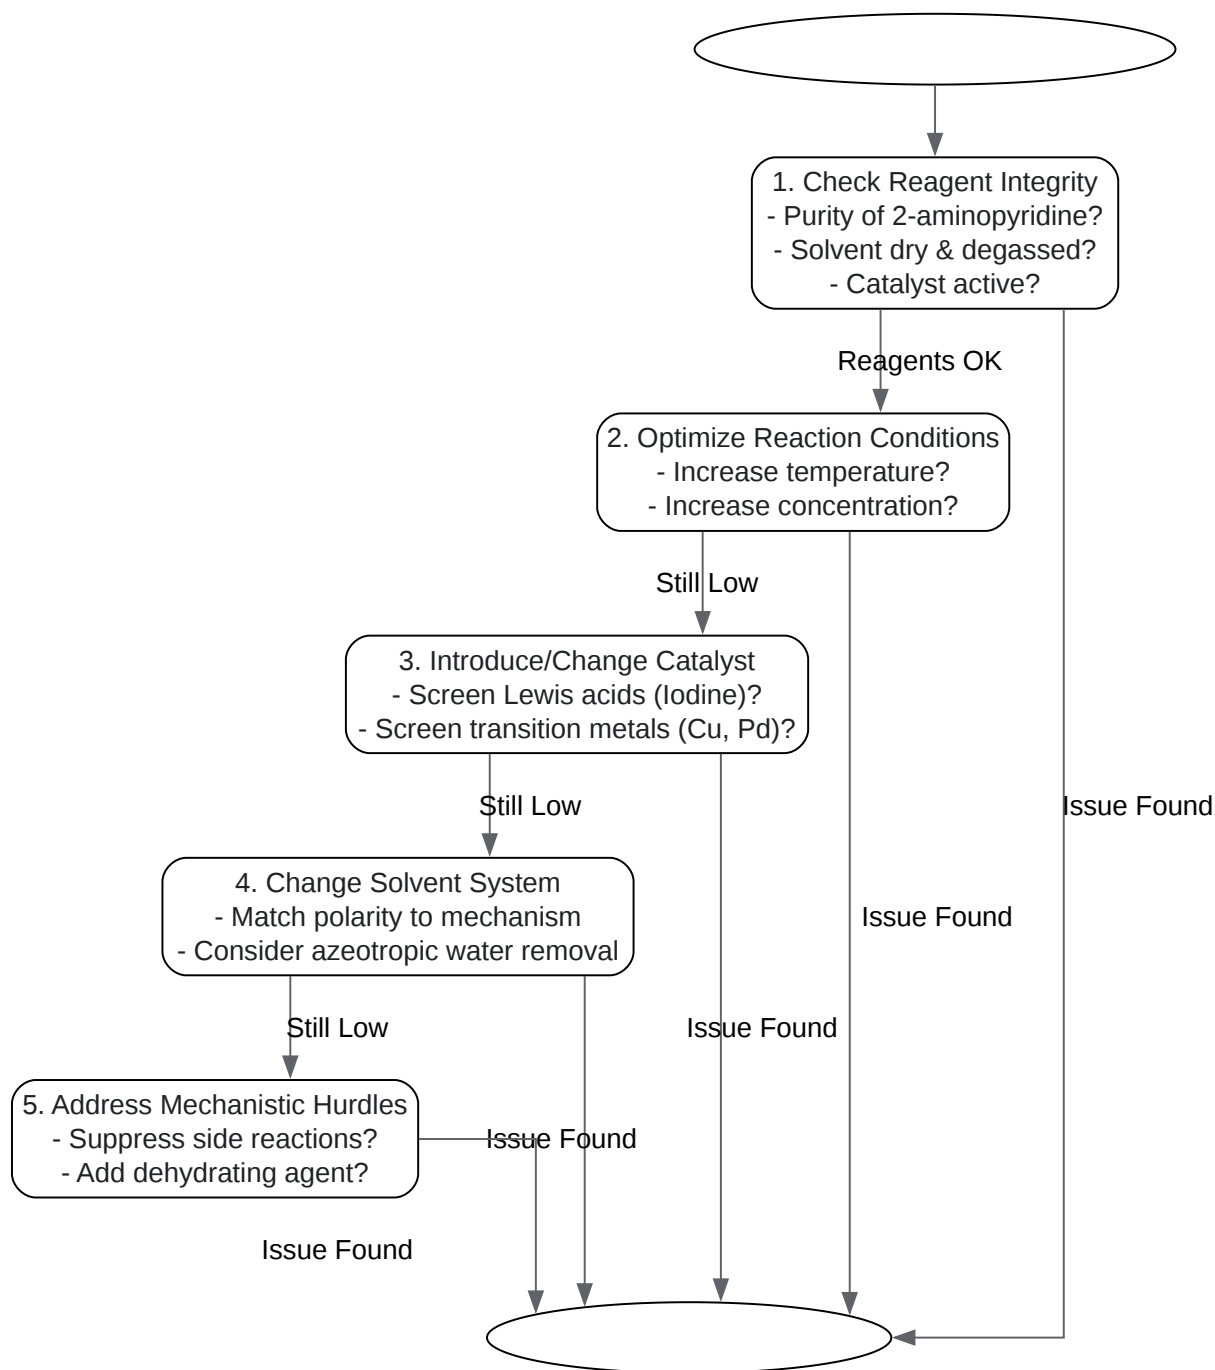 1. Check Reagent Integrity
- Purity of 2-aminopyridine?
- Solvent dry & degassed?
- Catalyst active?
Reagents OK
2. Optimize Reaction Conditions
- Increase temperature?
- Increase concentration?
Still Low
3. Introduce/Change Catalyst
- Screen Lewis acids (Iodine)?
- Screen transition metals (Cu, Pd)?
Still Low
Issue Found
4. Change Solvent System
- Match polarity to mechanism
- Consider azeotropic water removal
Issue Found
Still Low
Issue Found
5. Address Mechanistic Hurdles
- Suppress side reactions?
- Add dehydrating agent?
Issue Found
Issue Found